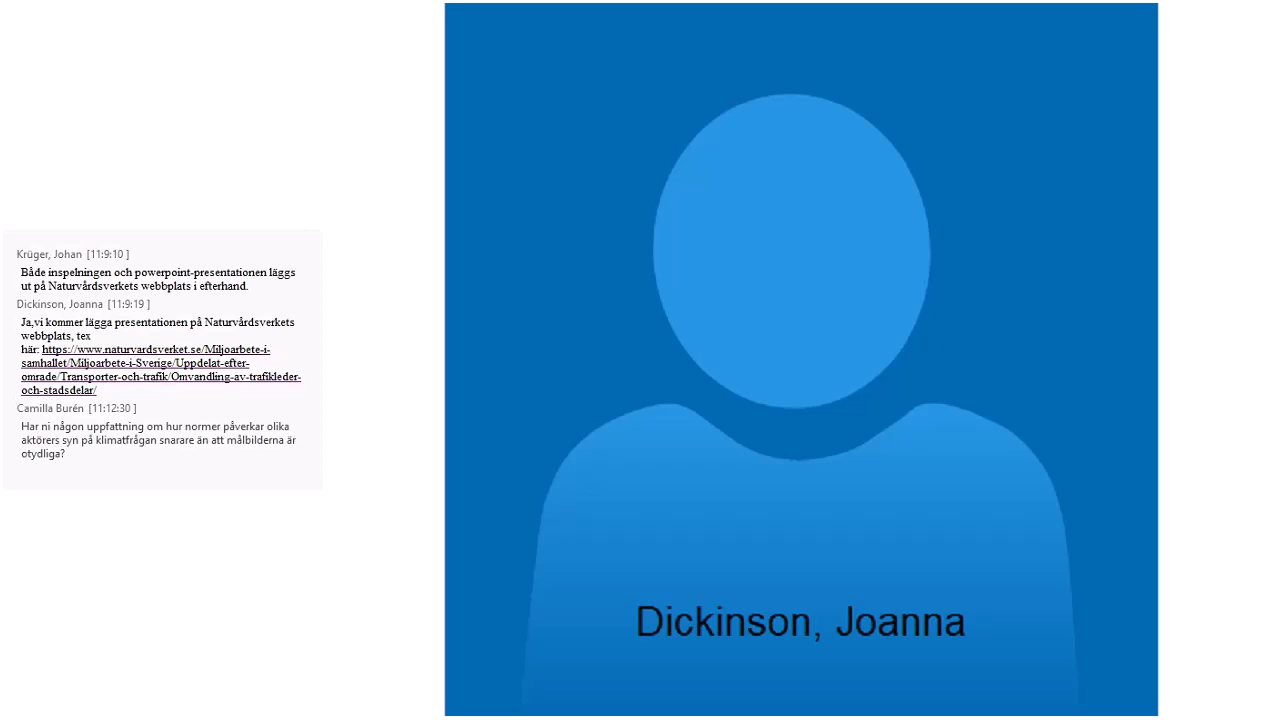 Krüger, Johan [11:9:10 ]
Både inspelningen och powerpoint-presentationen läggs
ut på Naturvårdsverkets webbplats i efterhand.
Dickinson, Joanna [11:9:19 ]
Ja,vi kommer lägga presentationen på Naturvårdsverkets
webbplats, tex
här: https://www.naturvardsverket.se/Miljoarbete-i-
samhallet/Miljoarbete-i-Sverige/Uppdelat-efter-
omrade/Transporter-och-trafik/Omvandling-av-trafikleder-
och-stadsdelar/
Camilla Burén [11:12:30 ]
Har ni någon uppfattning om hur normer påverkar olika
aktörers syn på klimatfrågan snarare än att målbilderna är
otydliga?
Dickinson, Joanna